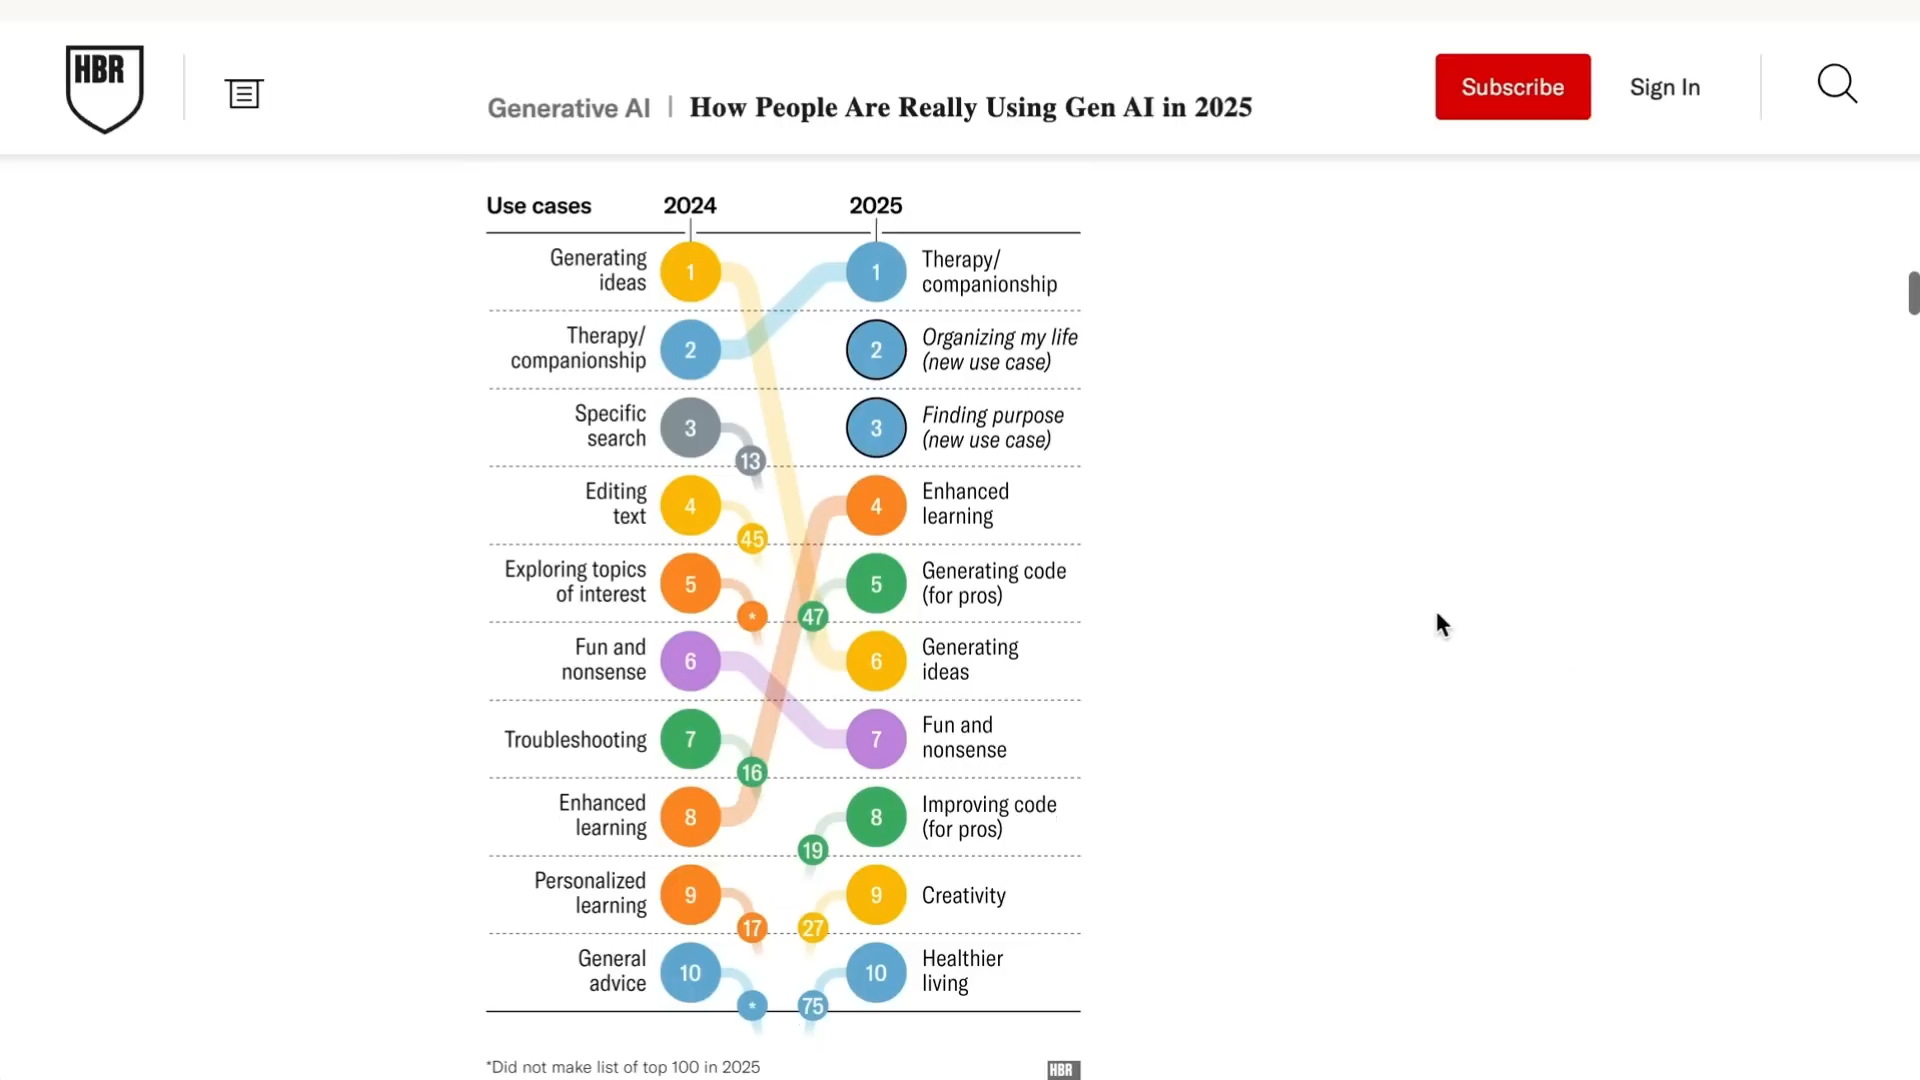 HBR
Generative AI | How People Are Really Using Gen AI in 2025
Subscribe
Sign In
Use cases 2024 2025
Generating
ideas
1
1
Therapy/
companionship
Therapy/
companionship
2
2
Organizing my life
(new use case)
Specific
search
3
13
3
Finding purpose
(new use case)
Editing
text
4
45
4
Enhanced
learning
Exploring topics
of interest
5
*
47
5
Generating code
(for pros)
Fun and
nonsense
6
6
Generating
ideas
Troubleshooting
7
16
7
Fun and
nonsense
Enhanced
learning
8
19
8
Improving code
(for pros)
Personalized
learning
9
17
27
9
Creativity
General
advice
10
*
75
10
Healthier
living
*Did not make list of top 100 in 2025
HBR